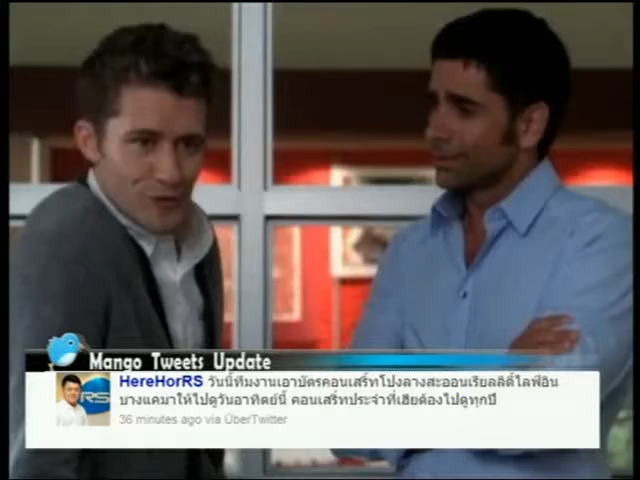 Mango Tweets Update
HereHorRS วันนี้ทีมงานเอาบัตรคอนเสริ์ทโปงลางสะออนเรียลลิตี้ไลฟ์อิน
บางแคมาให้ไปดูวันอาทิตย์นี้ คอนเสริ์ทประจำที่เฮียต้องไปดูทุกปี
36 minutes ago via ÜberTwitter
RS